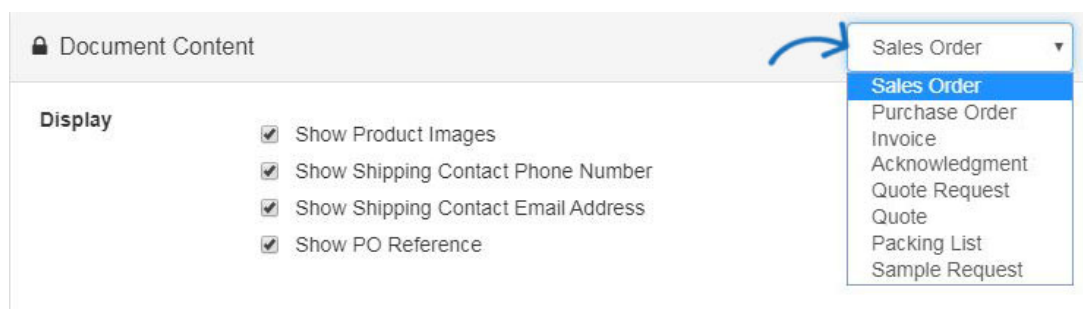 Document Content
Sales Order
Sales Order
Purchase Order
Invoice
Acknowledgment
Quote Request
Quote
Packing List
Sample Request
Display
Show Product Images
Show Shipping Contact Phone Number
Show Shipping Contact Email Address
Show PO Reference